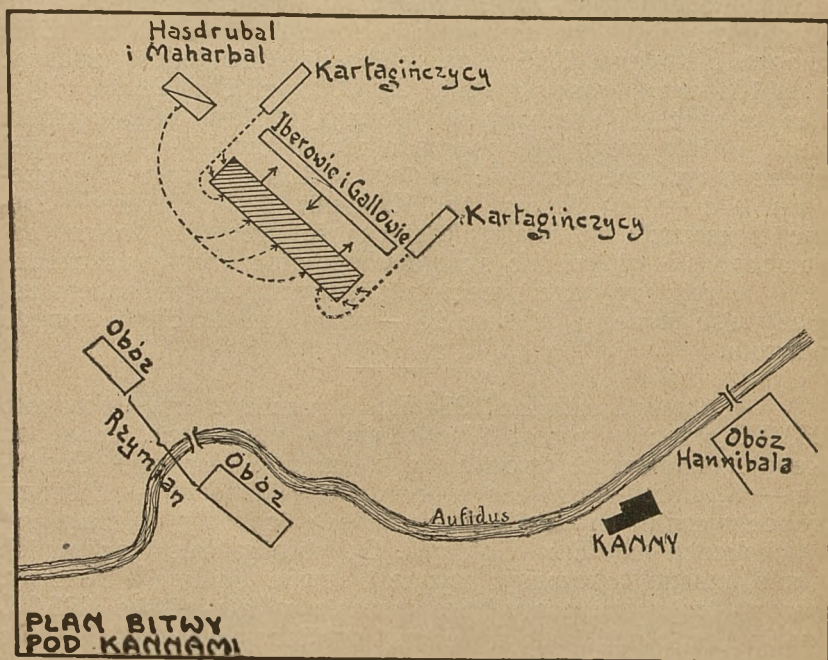 Hasdrubal
i Maharbal
Kartagińczycy
Iberowie i Gallowie
Kartagińczycy
Obóz
Rzymian
Obóz
Aufidus
Obóz
Hannibala
KANNY
PLAN BITWY
POD KANNAMI